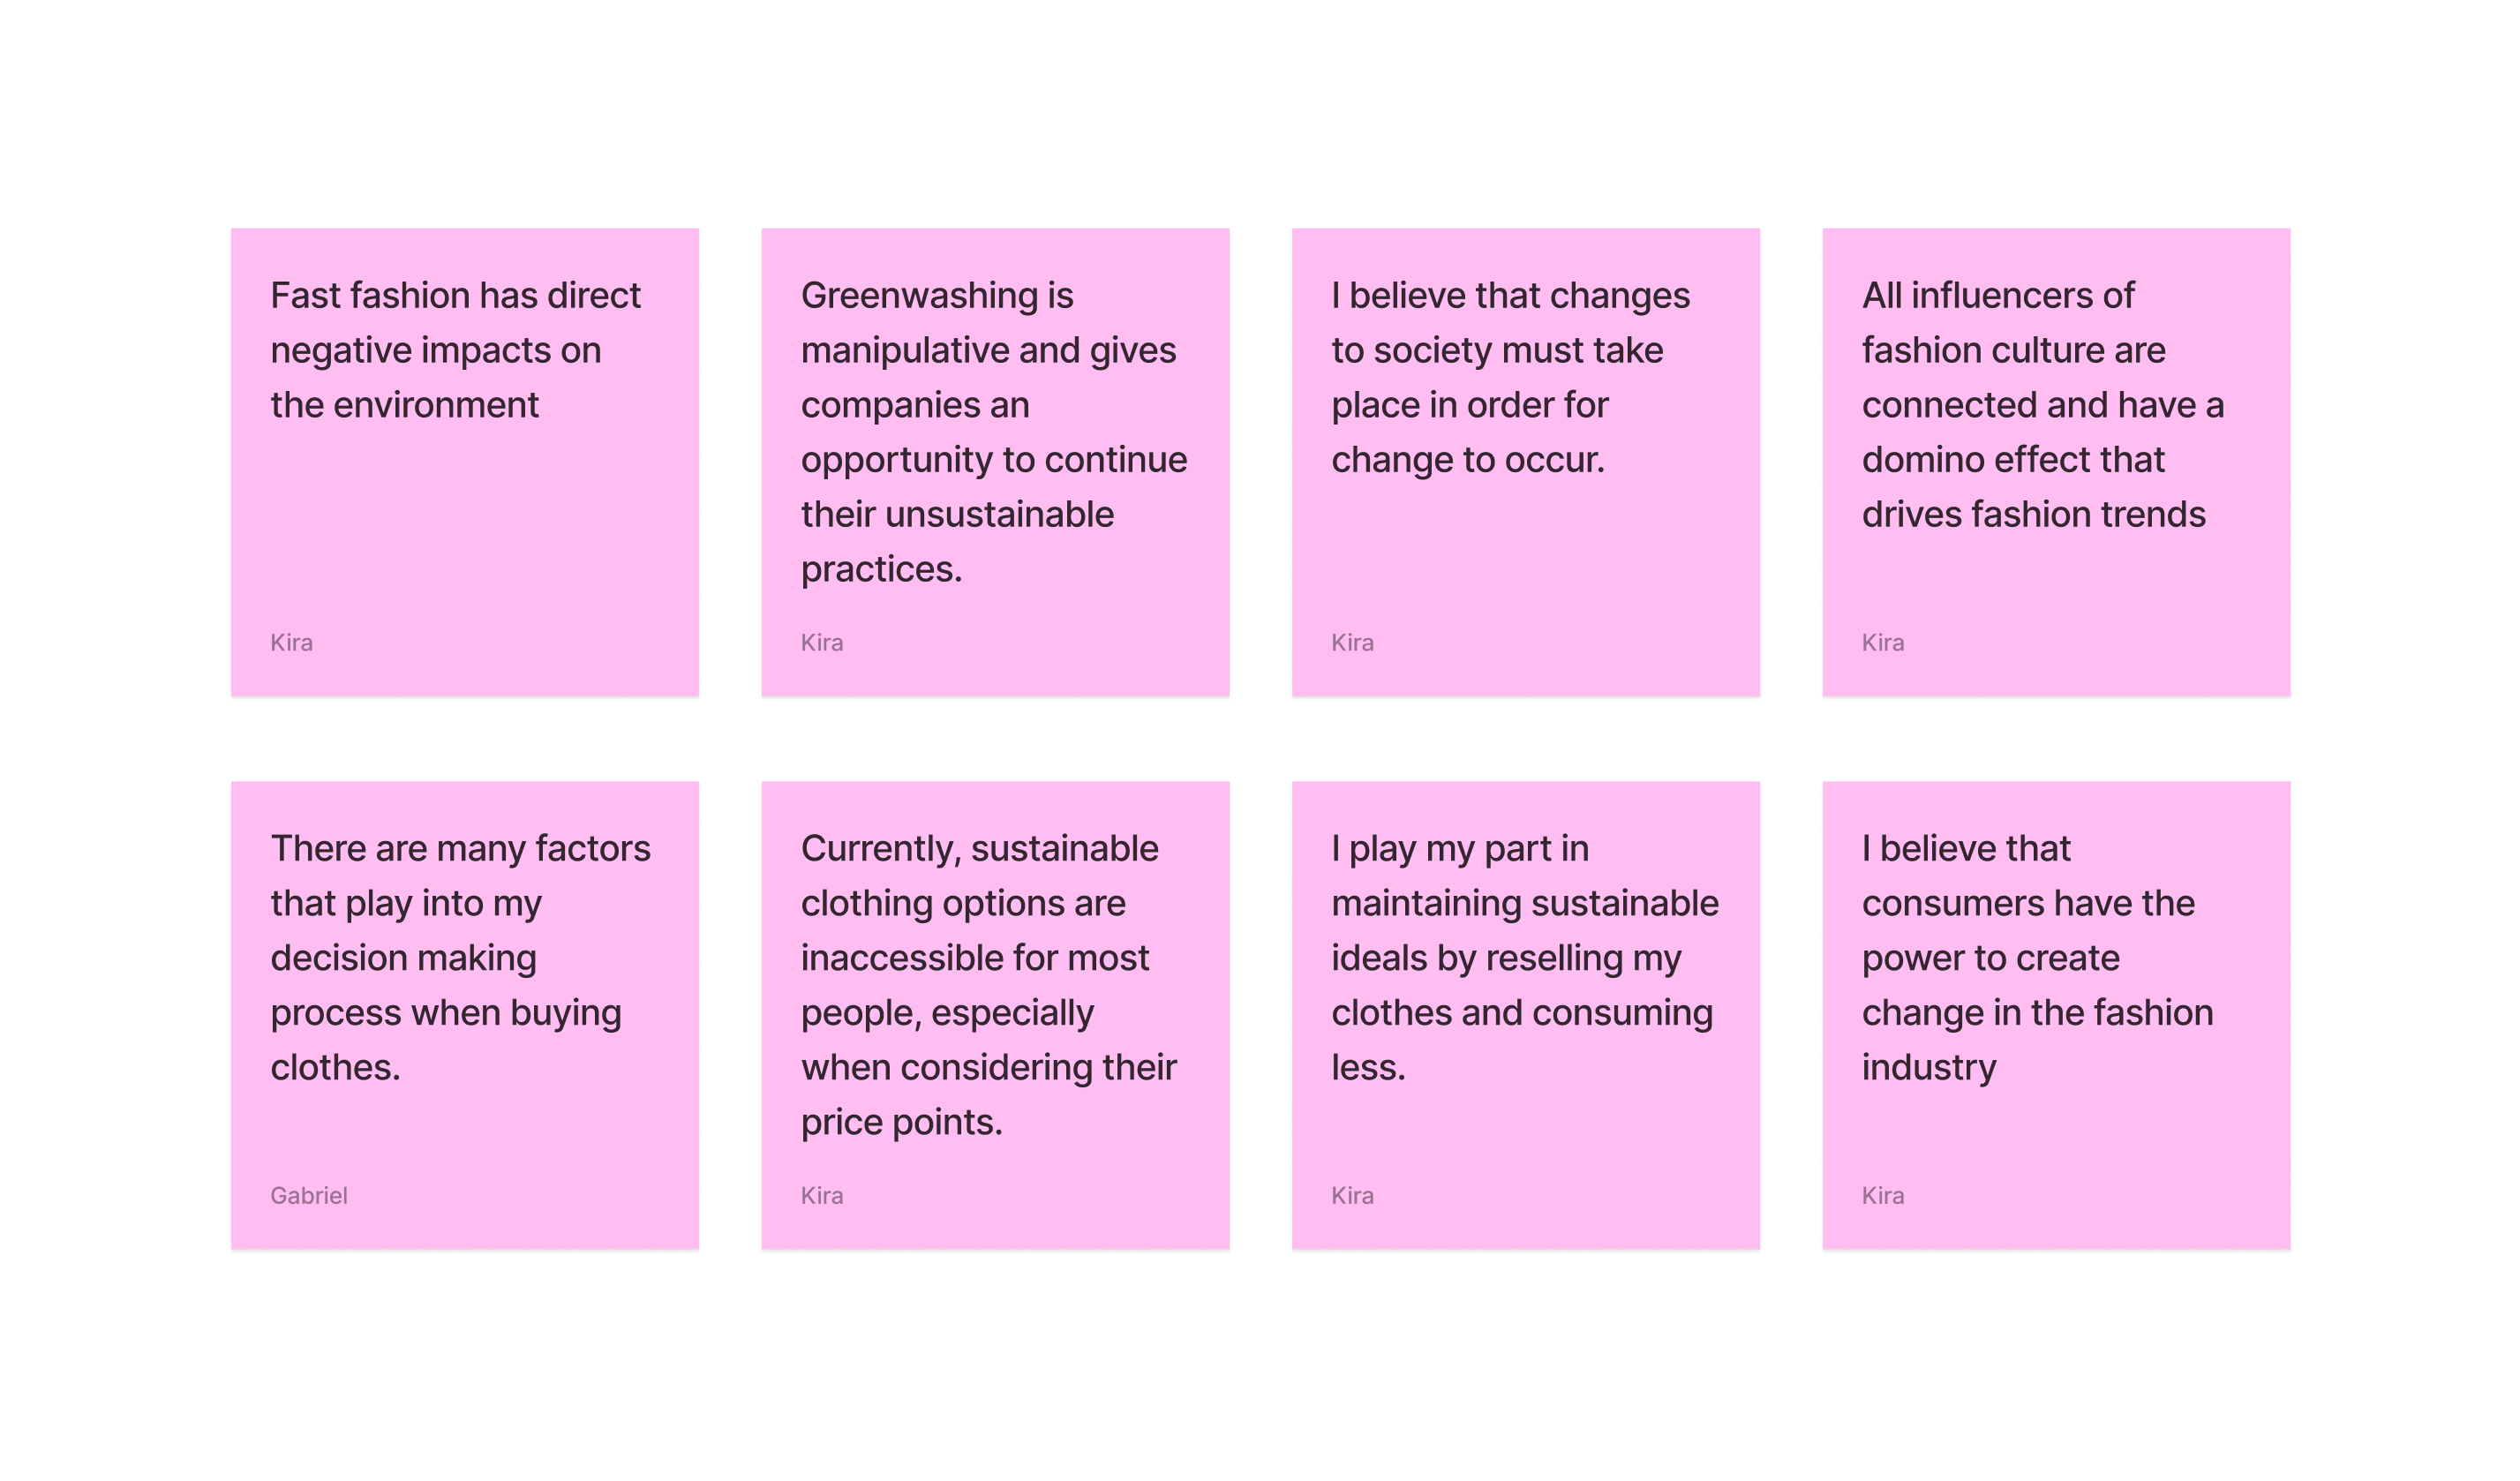 Fast fashion has direct
negative impacts on
the environment
Kira
Greenwashing is
manipulative and gives
companies an
opportunity to continue
their unsustainable
practices.
Kira
I believe that changes
to society must take
place in order for
change to occur.
Kira
All influencers of
fashion culture are
connected and have a
domino effect that
drives fashion trends
Kira
There are many factors
that play into my
decision making
process when buying
clothes.
Gabriel
Currently, sustainable
clothing options are
inaccessible for most
people, especially
when considering their
price points.
Kira
I play my part in
maintaining sustainable
ideals by reselling my
clothes and consuming
less.
Kira
I believe that
consumers have the
power to create
change in the fashion
industry
Kira